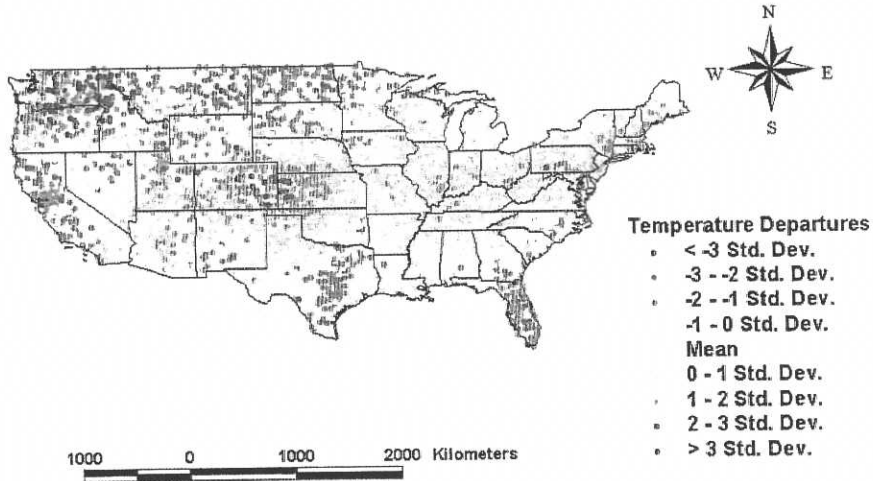 N
W E
S
Temperature Departures
< -3 Std. Dev.
-3 - -2 Std. Dev.
-2 - -1 Std. Dev.
-1 - 0 Std. Dev.
Mean
0 - 1 Std. Dev.
1 - 2 Std. Dev.
2 - 3 Std. Dev.
> 3 Std. Dev.
1000 0 1000 2000 Kilometers